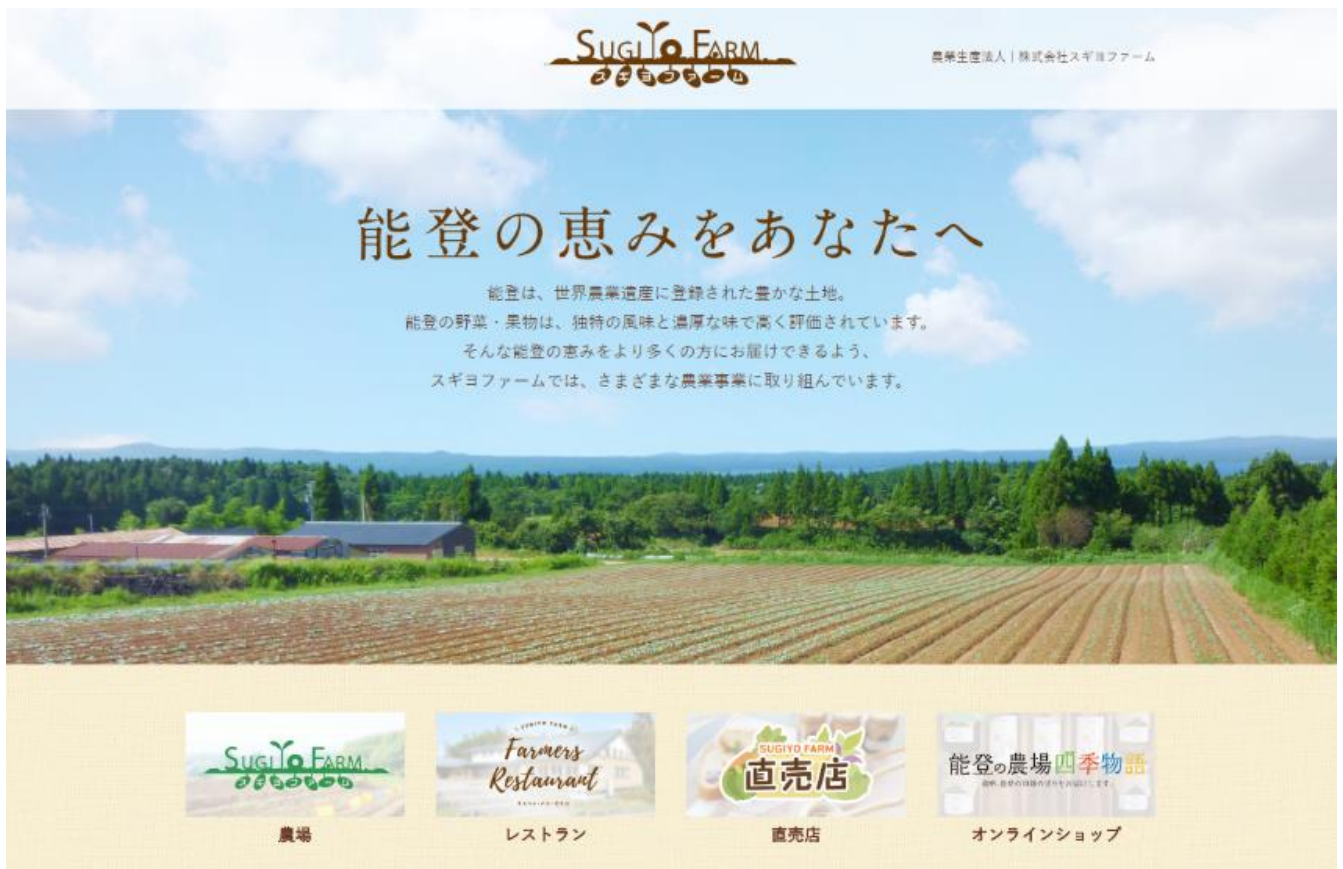 SUGIYO FARM
スギヨファーム
農業生産法人｜株式会社スギヨファーム
能登の恵みをあなたへ
能登は、世界農業遺産に登録された豊かな土地。
能登の野菜・果物は、独特の風味と濃厚な味で高く評価されています。
そんな能登の恵みをより多くの方にお届けできるよう、
スギヨファームでは、さまざまな農業事業に取り組んでいます。
SUGIYO FARM
スギヨファーム
農場
SUGIYO FARM
Farmers
Restaurant
レストラン
SUGIYO FARM
直売店
直売店
能登の農場四季物語
オンラインショップ